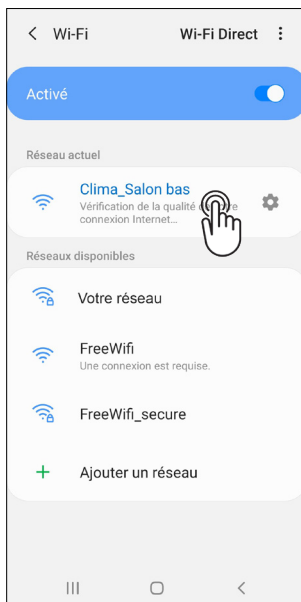 Wi-Fi Wi-Fi Direct
Activé
Réseau actuel
Clima_Salon bas
Vérification de la qualité
connexion Internet...
Réseaux disponibles
Votre réseau
FreeWifi
Une connexion est requise.
FreeWifi_secure
Ajouter un réseau